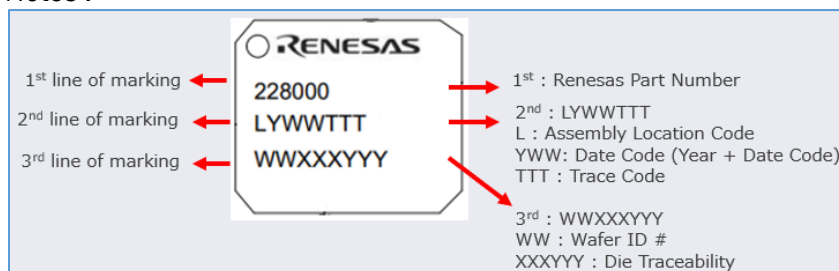 1st line of marking
2nd line of marking
3rd line of marking
RENESAS
228000
LYWWTTT
WWXXXYYY
1st : Renesas Part Number
2nd : LYWWTTT
L : Assembly Location Code
YWW: Date Code (Year + Date Code)
TTT : Trace Code
3rd : WWXXXYYY
WW : Wafer ID #
XXXYYY : Die Traceability